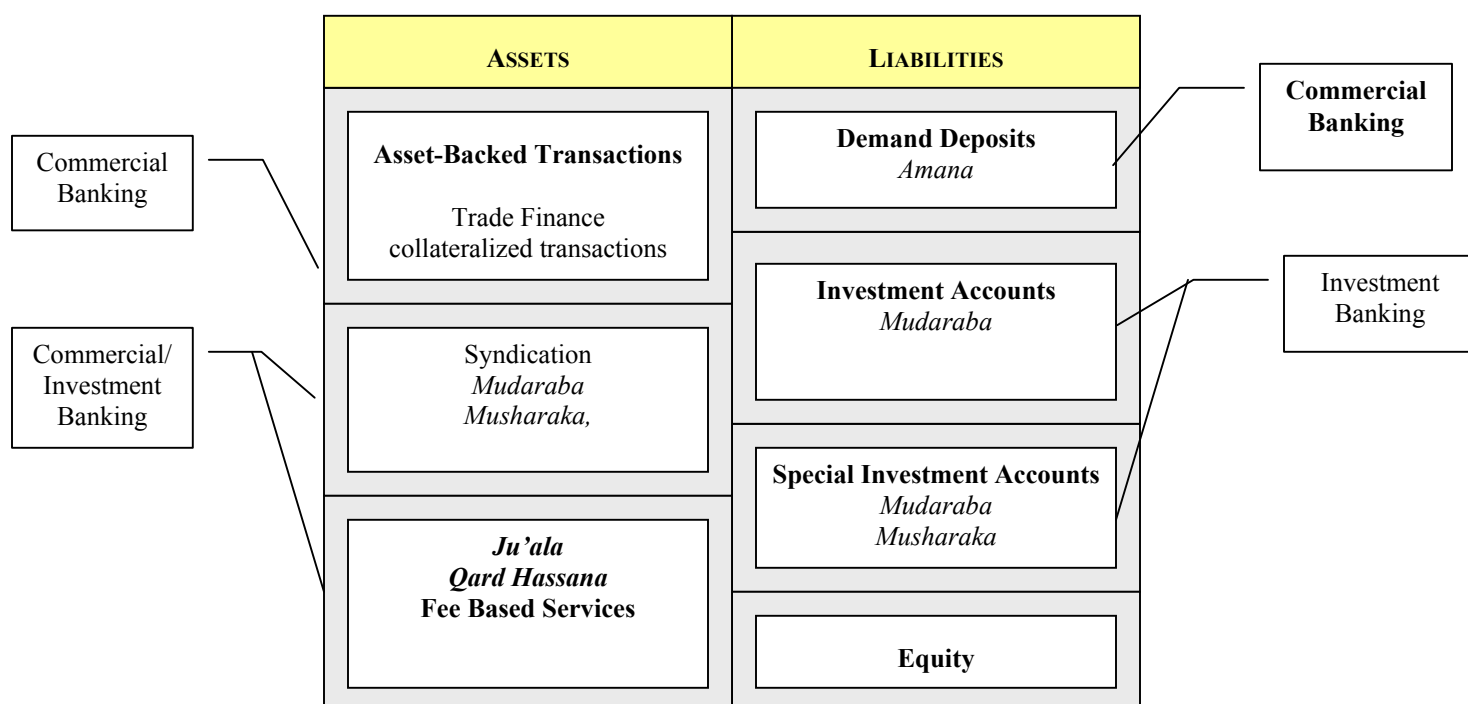 ASSETS
LIABILITIES
Commercial
Banking
Asset-Backed Transactions
Trade Finance
collateralized transactions
Demand Deposits
Amana
Commercial
Banking
Commercial/
Investment
Banking
Syndication
Mudaraba
Musharaka,
Investment Accounts
Mudaraba
Investment
Banking
Special Investment Accounts
Mudaraba
Musharaka
Ju’ala
Qard Hassana
Fee Based Services
Equity